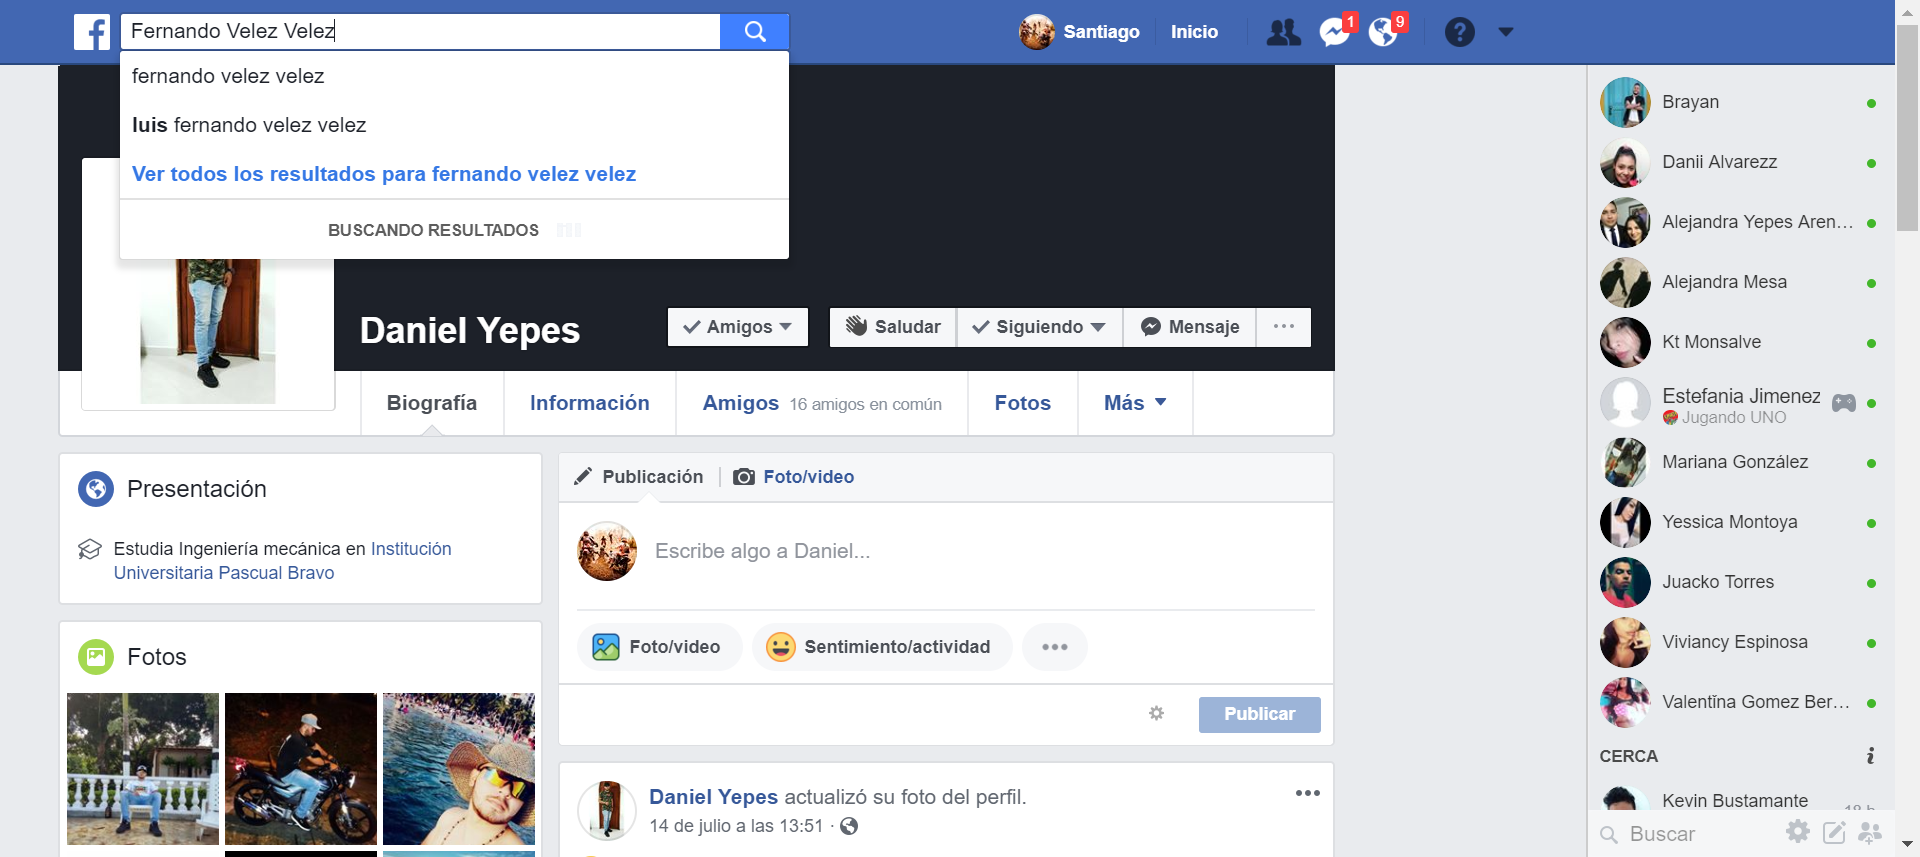 Fernando Velez Velez
Santiago
Inicio
1
9
?
fernando velez velez
luis fernando velez velez
Ver todos los resultados para fernando velez velez
BUSCANDO RESULTADOS
Daniel Yepes
Amigos
Saludar
Siguiendo
Mensaje
Biografía
Información
Amigos 16 amigos en común
Fotos
Más
Presentación
Estudia Ingeniería mecánica en Institución
Universitaria Pascual Bravo
Fotos
Publicación
Foto/video
Escribe algo a Daniel...
Foto/video
Sentimiento/actividad
Publicar
Daniel Yepes actualizó su foto del perfil.
14 de julio a las 13:51 ·
Brayan
Danii Alvarezz
Alejandra Yepes Aren...
Alejandra Mesa
Kt Monsalve
Estefania Jimenez
Jugando UNO
Mariana González
Yessica Montoya
Juacko Torres
Viviancy Espinosa
Valentĭna Gomez Ber...
CERCA
Kevin Bustamante
Buscar